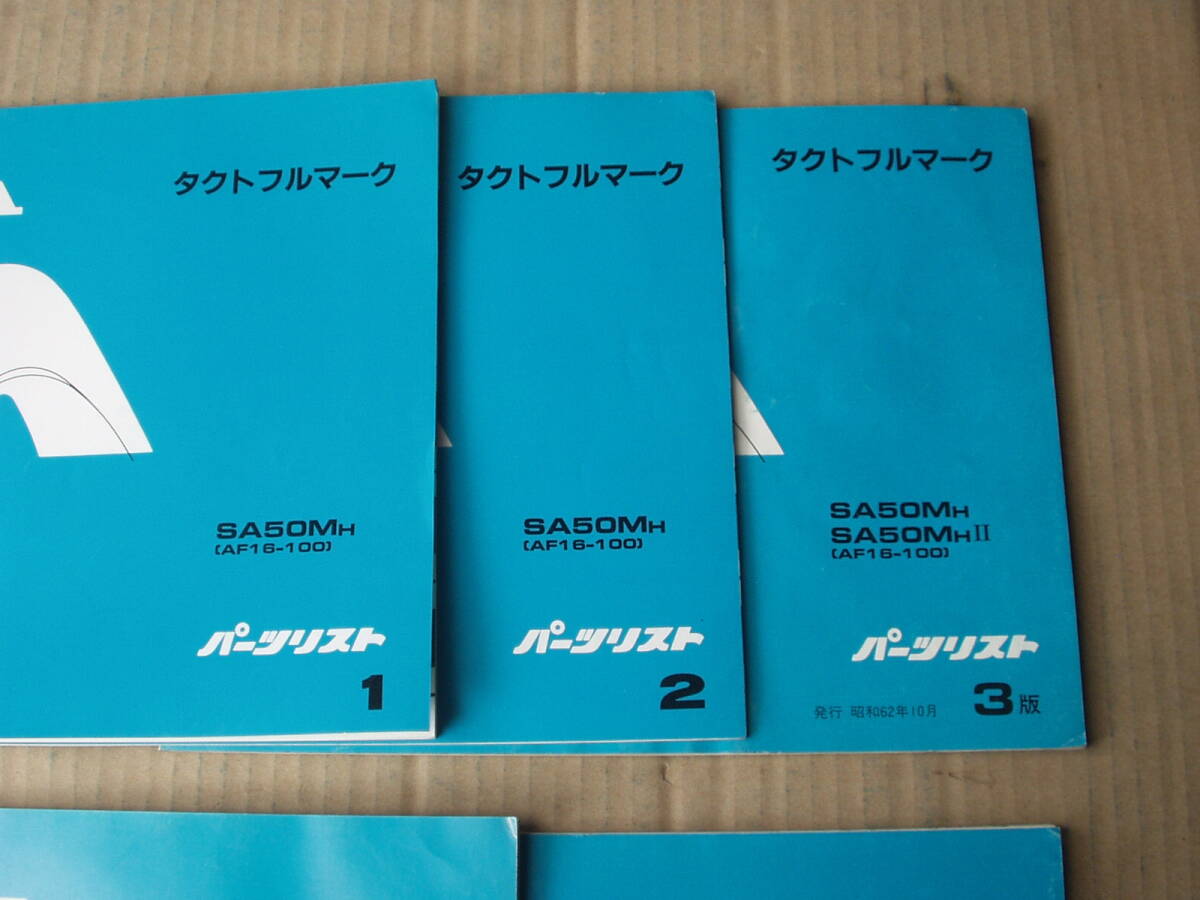 タクトフルマーク
SA50MH
(AF16-100)
パーツリスト
1
タクトフルマーク
SA50MH
(AF16-100)
パーツリスト
2
タクトフルマーク
SA50MH
SA50MHII
(AF16-100)
パーツリスト
発行 昭和62年10月 3版